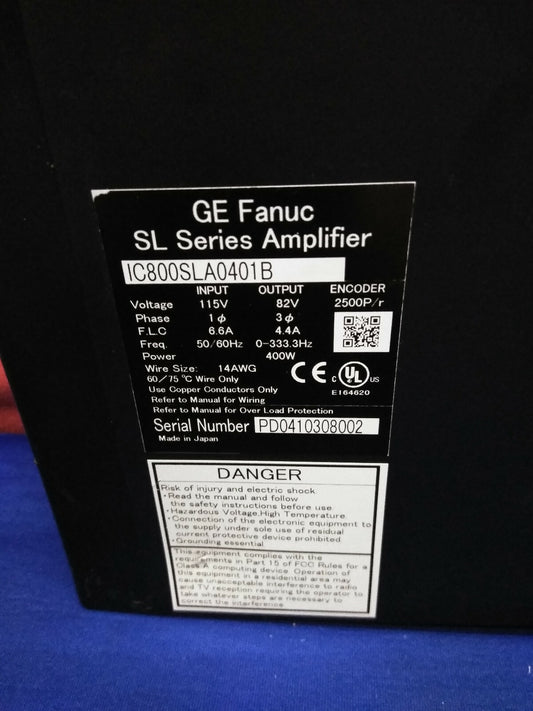 GE Fanuc
SL Series Amplifier
IC800SLA0401B
INPUT OUTPUT ENCODER
Voltage 115V 82V 2500P/r
Phase 1ϕ 3ϕ
F.L.C 6.6A 4.4A
Freq. 50/60Hz 0-333.3Hz
Power 400W
Wire Size: 14AWG
60/75 ℃ Wire Only
Use Copper Conductors Only
Refer to Manual for Wiring
Refer to Manual for Over Load Protection
CE c UL US
E164620
Serial Number PD0410308002
Made in Japan
DANGER
Risk of injury and electric shock
・Read the manual and follow
the safety instructions before use
・Hazardous Voltage,High Temperature.
・Connection of the electronic equipment to
the supply under sole use of residual
current protective device prohibited.
・Grounding essential
This equipment complies with the
requirements in Part 15 of FCC Rules for a
Class A computing device. Operation of
this equipment in a residential area may
cause unacceptable interference to radio
and TV reception requiring the operator to
take whatever steps are necessary to
correct the interference